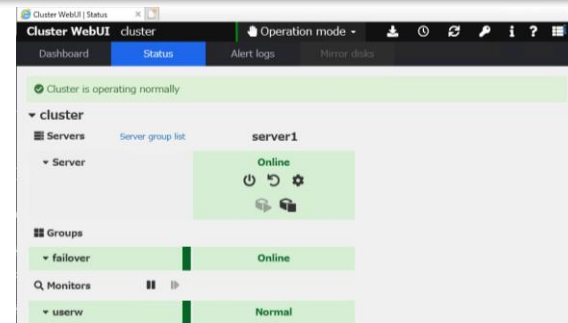 Cluster WebUI | Status
Cluster WebUI cluster Operation mode
Dashboard Status Alert logs Mirror disks
Cluster is operating normally
cluster
Servers Server group list server1
Server Online
Groups
failover Online
Monitors
userw Normal